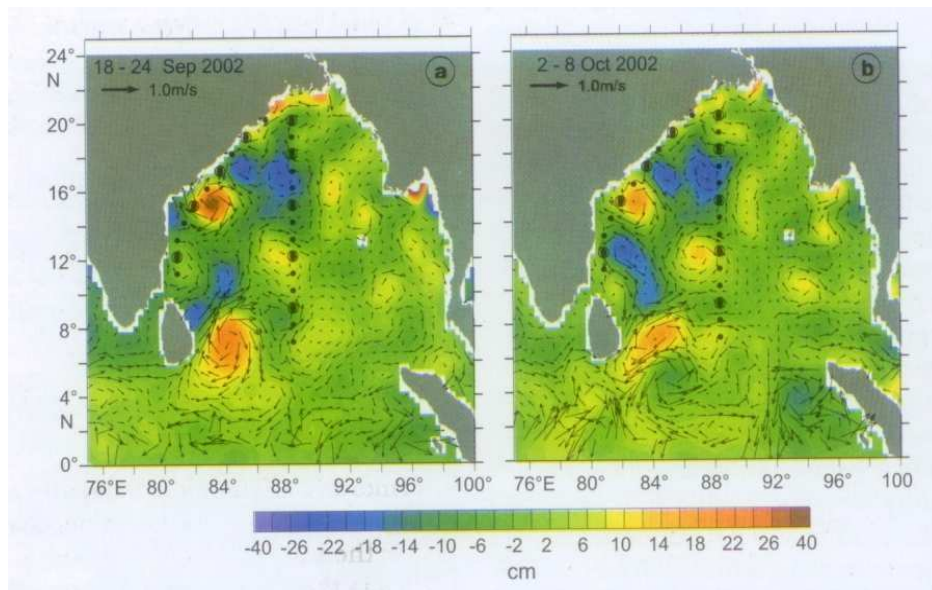 18 - 24 Sep 2002
a
1.0m/s
2 - 8 Oct 2002
b
1.0m/s
24°
N
20°
16°
12°
8°
4°
N
0°
76°E 80° 84° 88° 92° 96° 100
76°E 80° 84° 88° 92° 96° 100
-40 -26 -22 -18 -14 -10 -6 -2 2 6 10 14 18 22 26 40
cm